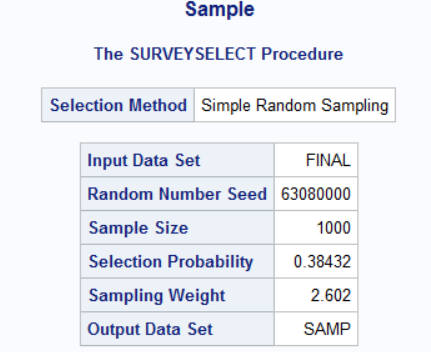 Sample
The SURVEYSELECT Procedure
Selection Method Simple Random Sampling
Input Data Set FINAL
Random Number Seed 63080000
Sample Size 1000
Selection Probability 0.38432
Sampling Weight 2.602
Output Data Set SAMP